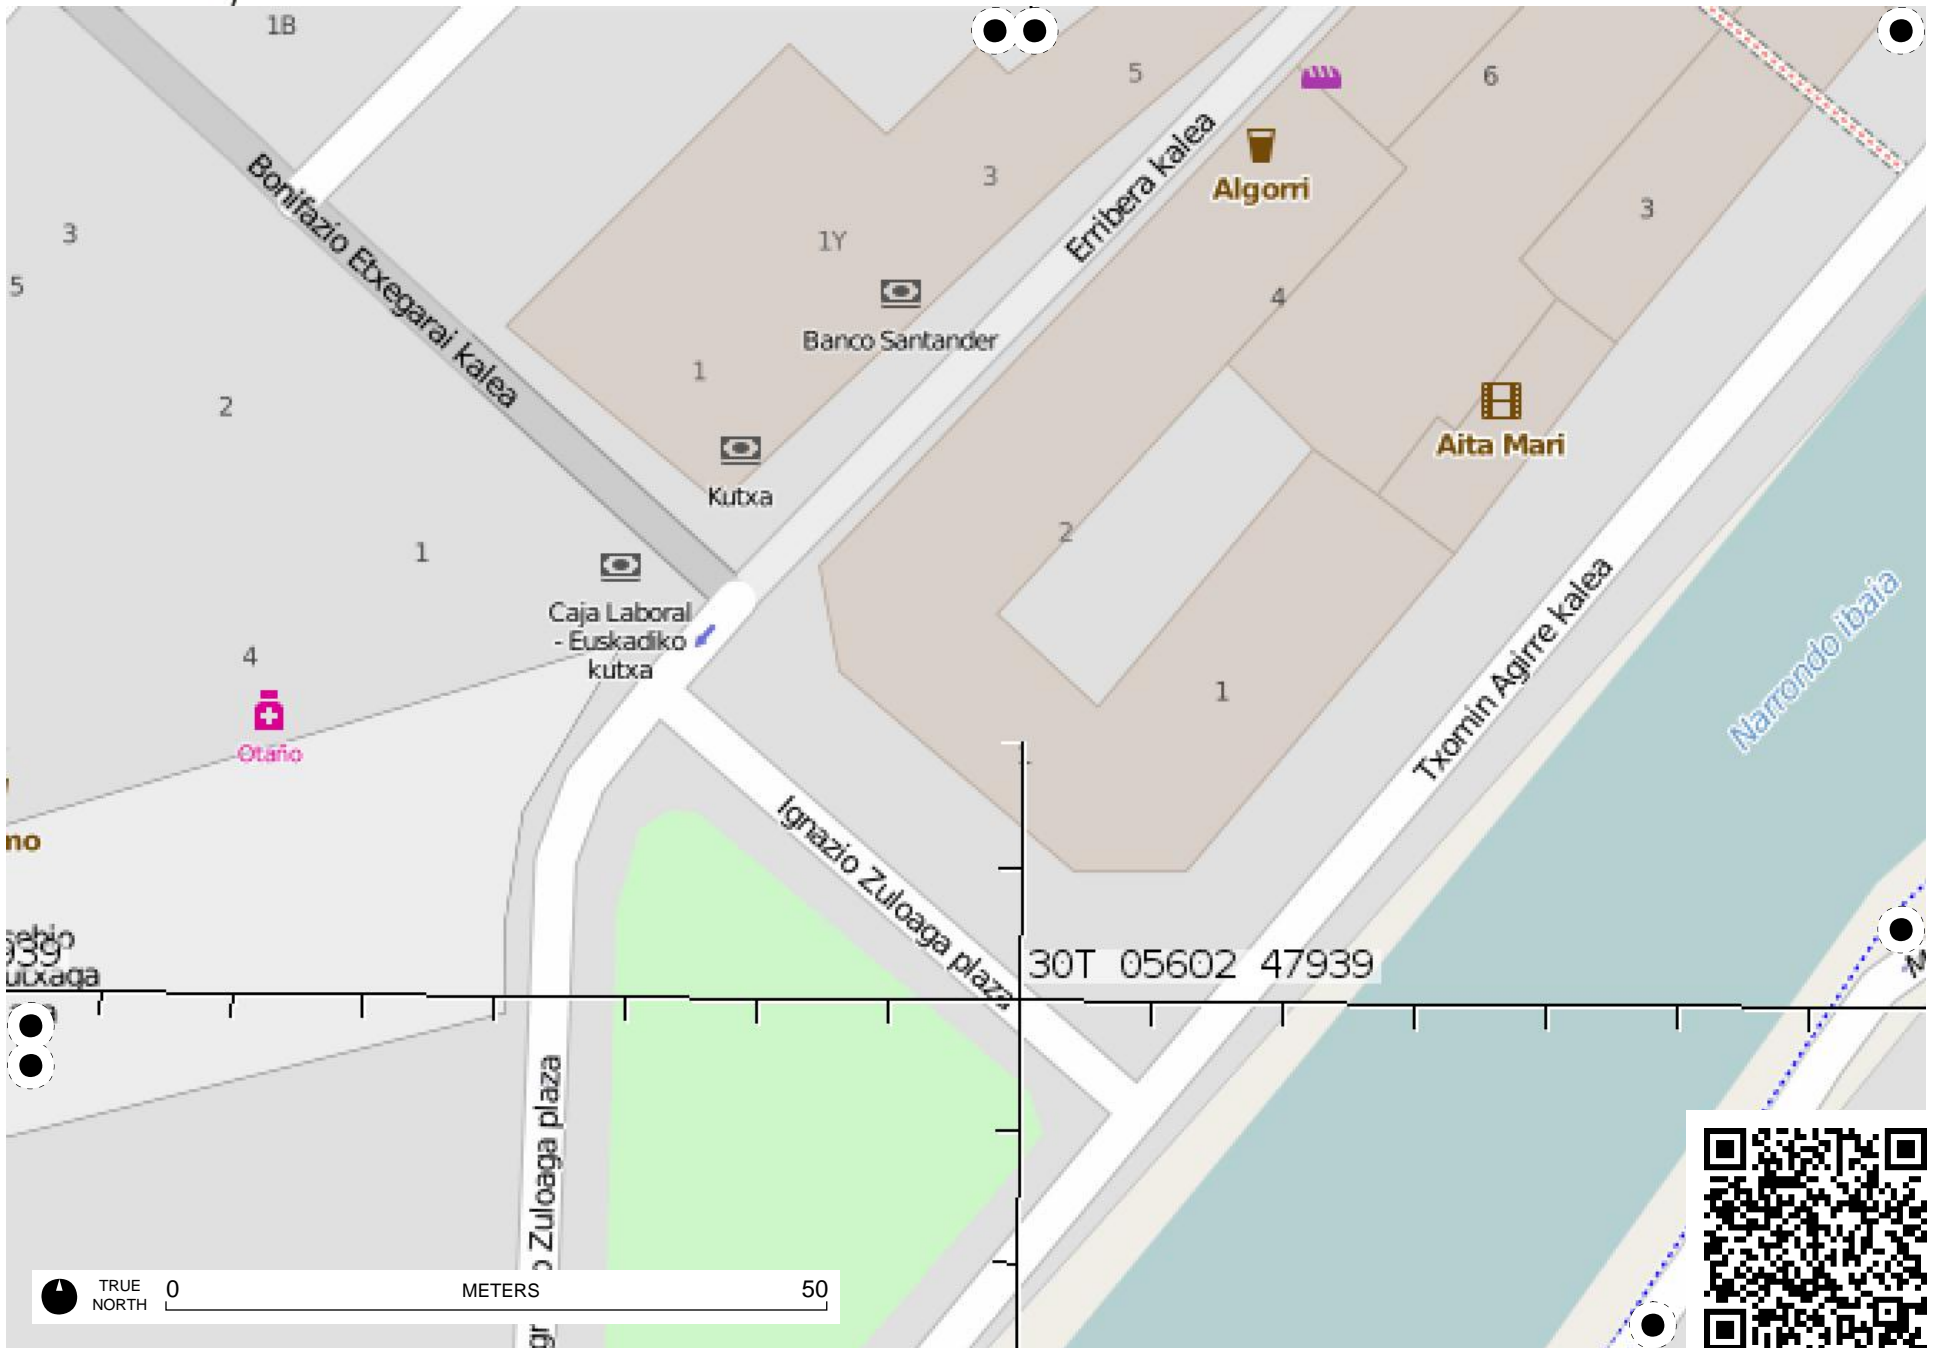 1B
5
6
Erribera kalea
Algorri
Bonifazio Etxegarai kalea
3
3
3
5
1Y
4
Banco Santander
1
2
Aita Mari
Kutxa
2
1
Caja Laboral
- Euskadiko
kutxa
4
Otaño
1
Txomin Agirre kalea
Narrondo ibaia
Ignazio Zuloaga plaza
30T 05602 47939
Zuloaga plaza
TRUE
NORTH
0 METERS 50